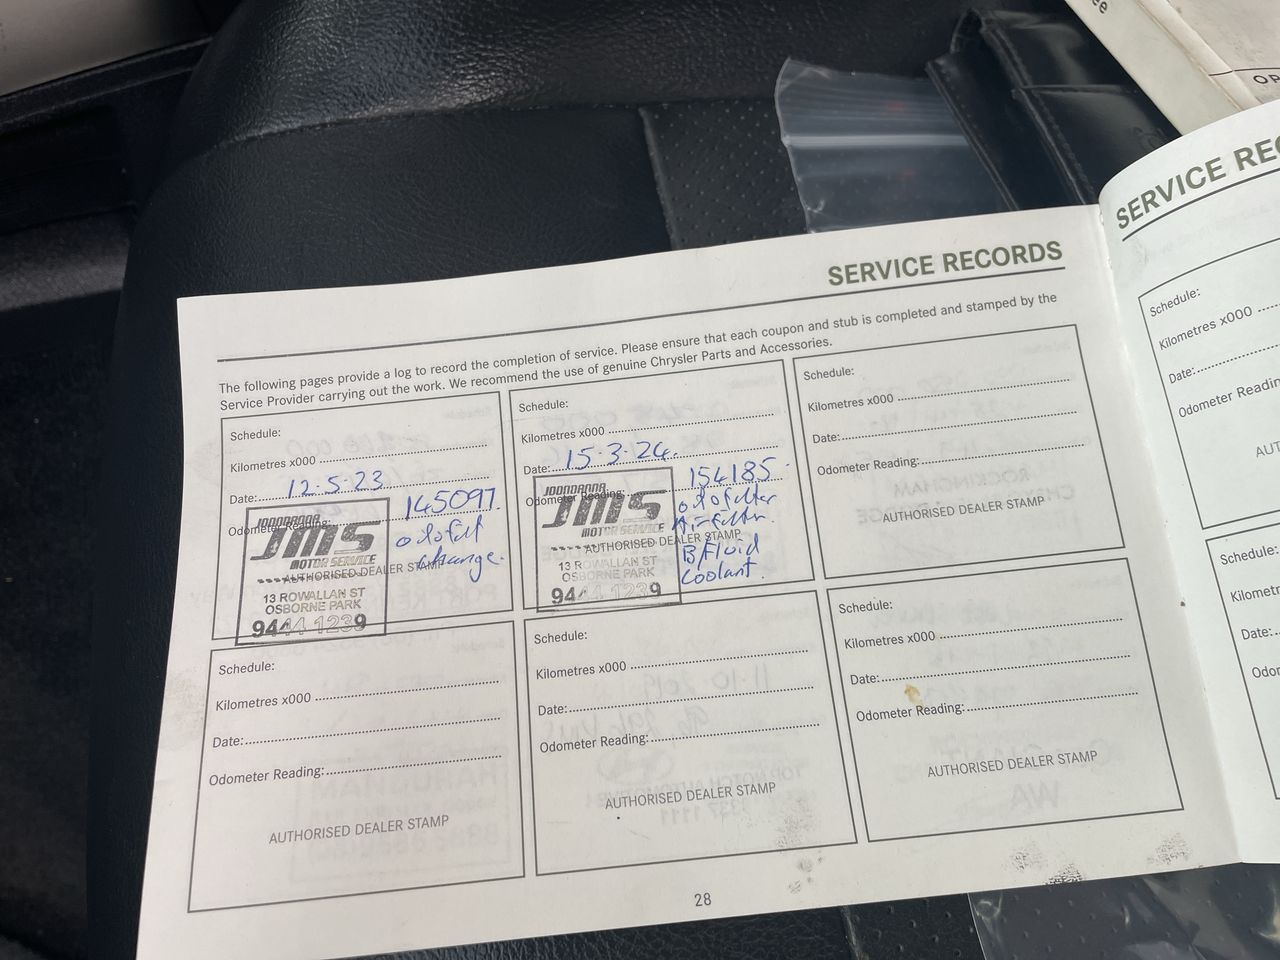 SERVICE RECORDS
The following pages provide a log to record the completion of service. Please ensure that each coupon and stub is completed and stamped by the
Service Provider carrying out the work. We recommend the use of genuine Chrysler Parts and Accessories.
Schedule:
Kilometres x000
Date: 12.5.23
Odometer Reading: 145097
change.
AUTHORISED DEALER STAMP
JOONDANNA
JMS
MOTOR SERVICE
13 ROWALLAN ST
OSBORNE PARK
9444 1239
Schedule:
Kilometres x000
Date: 15.3.24.
Odometer Reading: 154185
Air filter.
B/Fluid
Coolant.
AUTHORISED DEALER STAMP
JOONDANNA
JMS
MOTOR SERVICE
13 ROWALLAN ST
OSBORNE PARK
9444 1239
Schedule:
Kilometres x000
Date:
Odometer Reading:
AUTHORISED DEALER STAMP
Schedule:
Kilometres x000
Date:
Odometer Reading:
AUTHORISED DEALER STAMP
Schedule:
Kilometres x000
Date:
Odometer Reading:
AUTHORISED DEALER STAMP
Schedule:
Kilometres x000
Date:
Odometer Reading:
AUTHORISED DEALER STAMP
28
SERVICE REC
Schedule:
Kilometres x000
Date:
Odometer Readin
AUT
Schedule:
Kilometr
Date:
Odom
OP